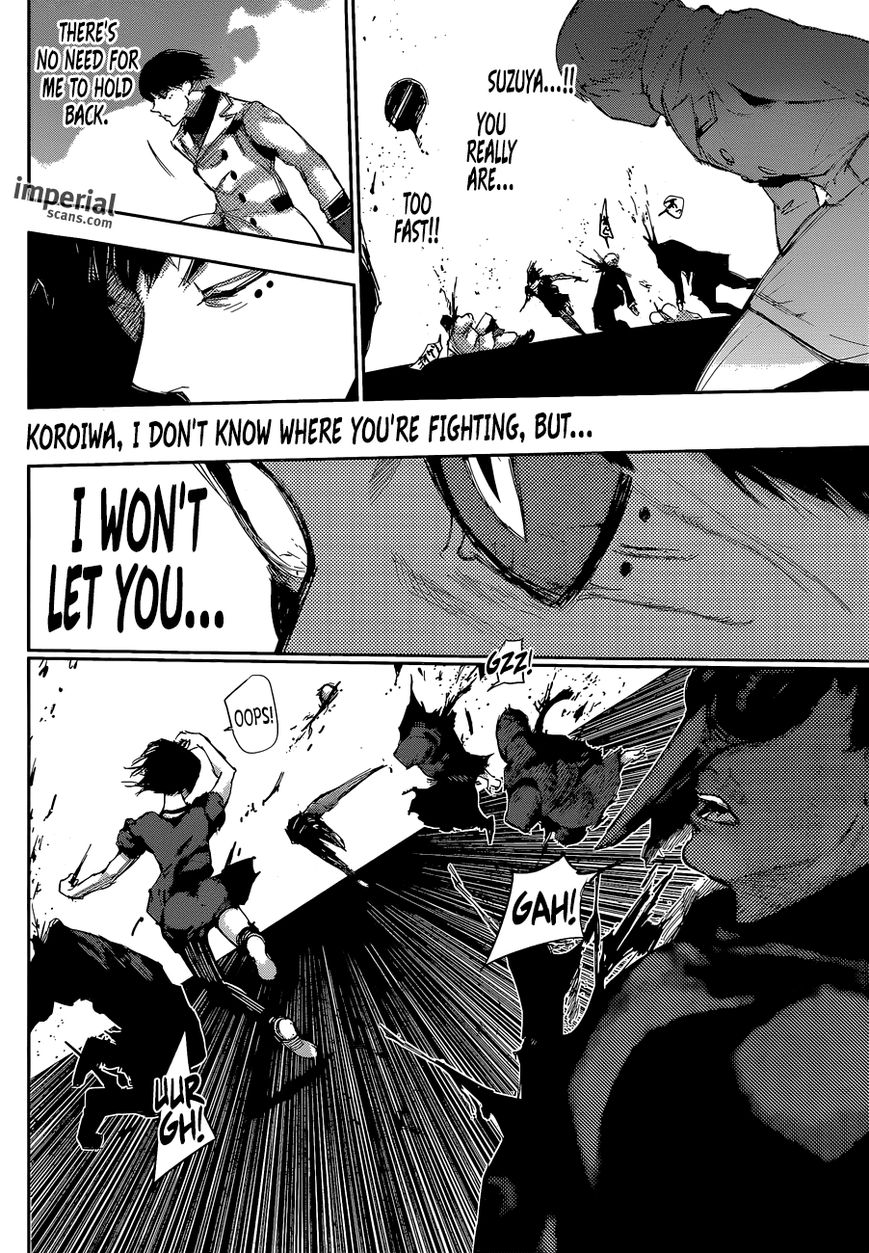 SUZUYA...!!
YOU
REALLY
ARE...
TOO
FAST!!
THERE'S
NO NEED FOR
ME TO HOLD
BACK.
imperial
scans.com
KOROIWA, I DON'T KNOW WHERE YOU'RE FIGHTING, BUT...
I WON'T
LET YOU...
GZZ!
OOPS!
GAH!
UUR
GH!